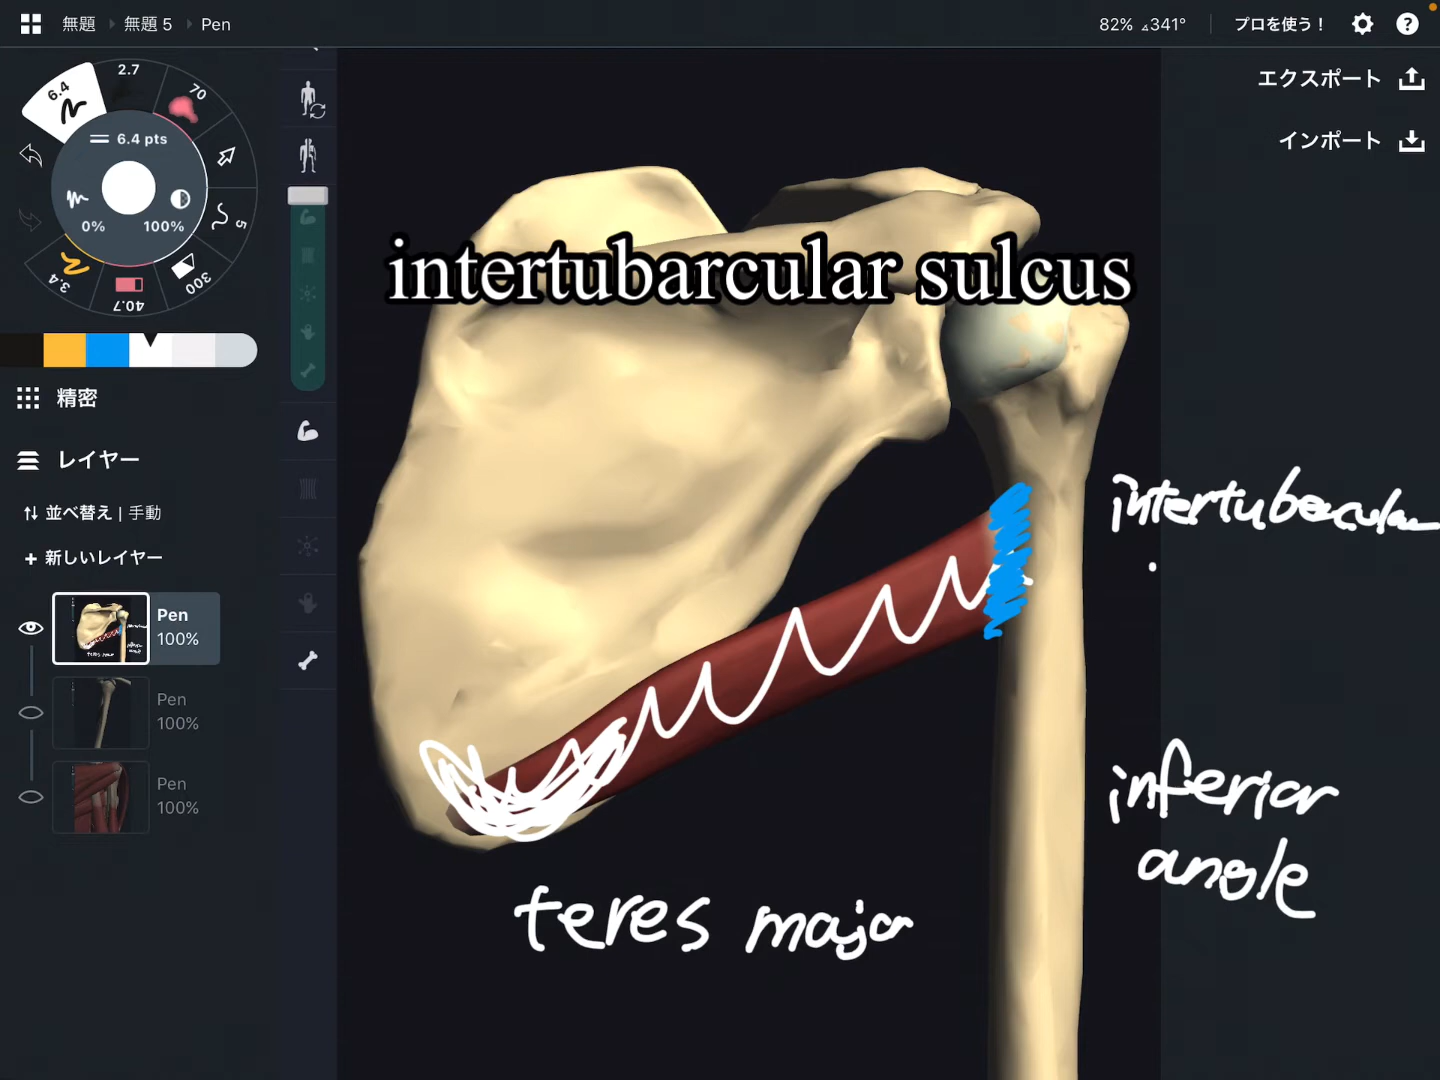 無題 無題 5 Pen
82% ⊿341° プロを使う！
エクスポート
インポート
2.7
6.4
70
6.4 pts
0% 100%
5
3.4
40.7
300
精密
レイヤー
並べ替え | 手動
+ 新しいレイヤー
Pen
100%
Pen
100%
Pen
100%
intertubarcular sulcus
intertubercular
inferior
angle
teres major